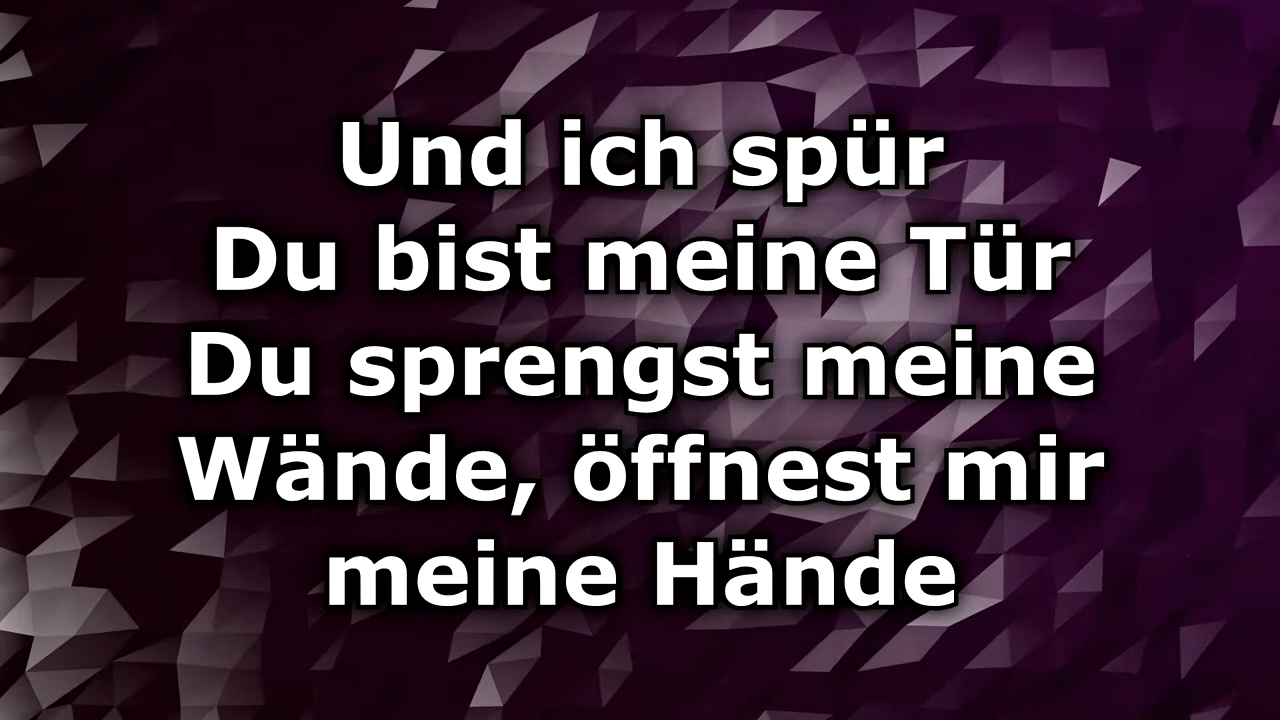 Und ich spür
Du bist meine Tür
Du sprengst meine
Wände, öffnest mir
meine Hände